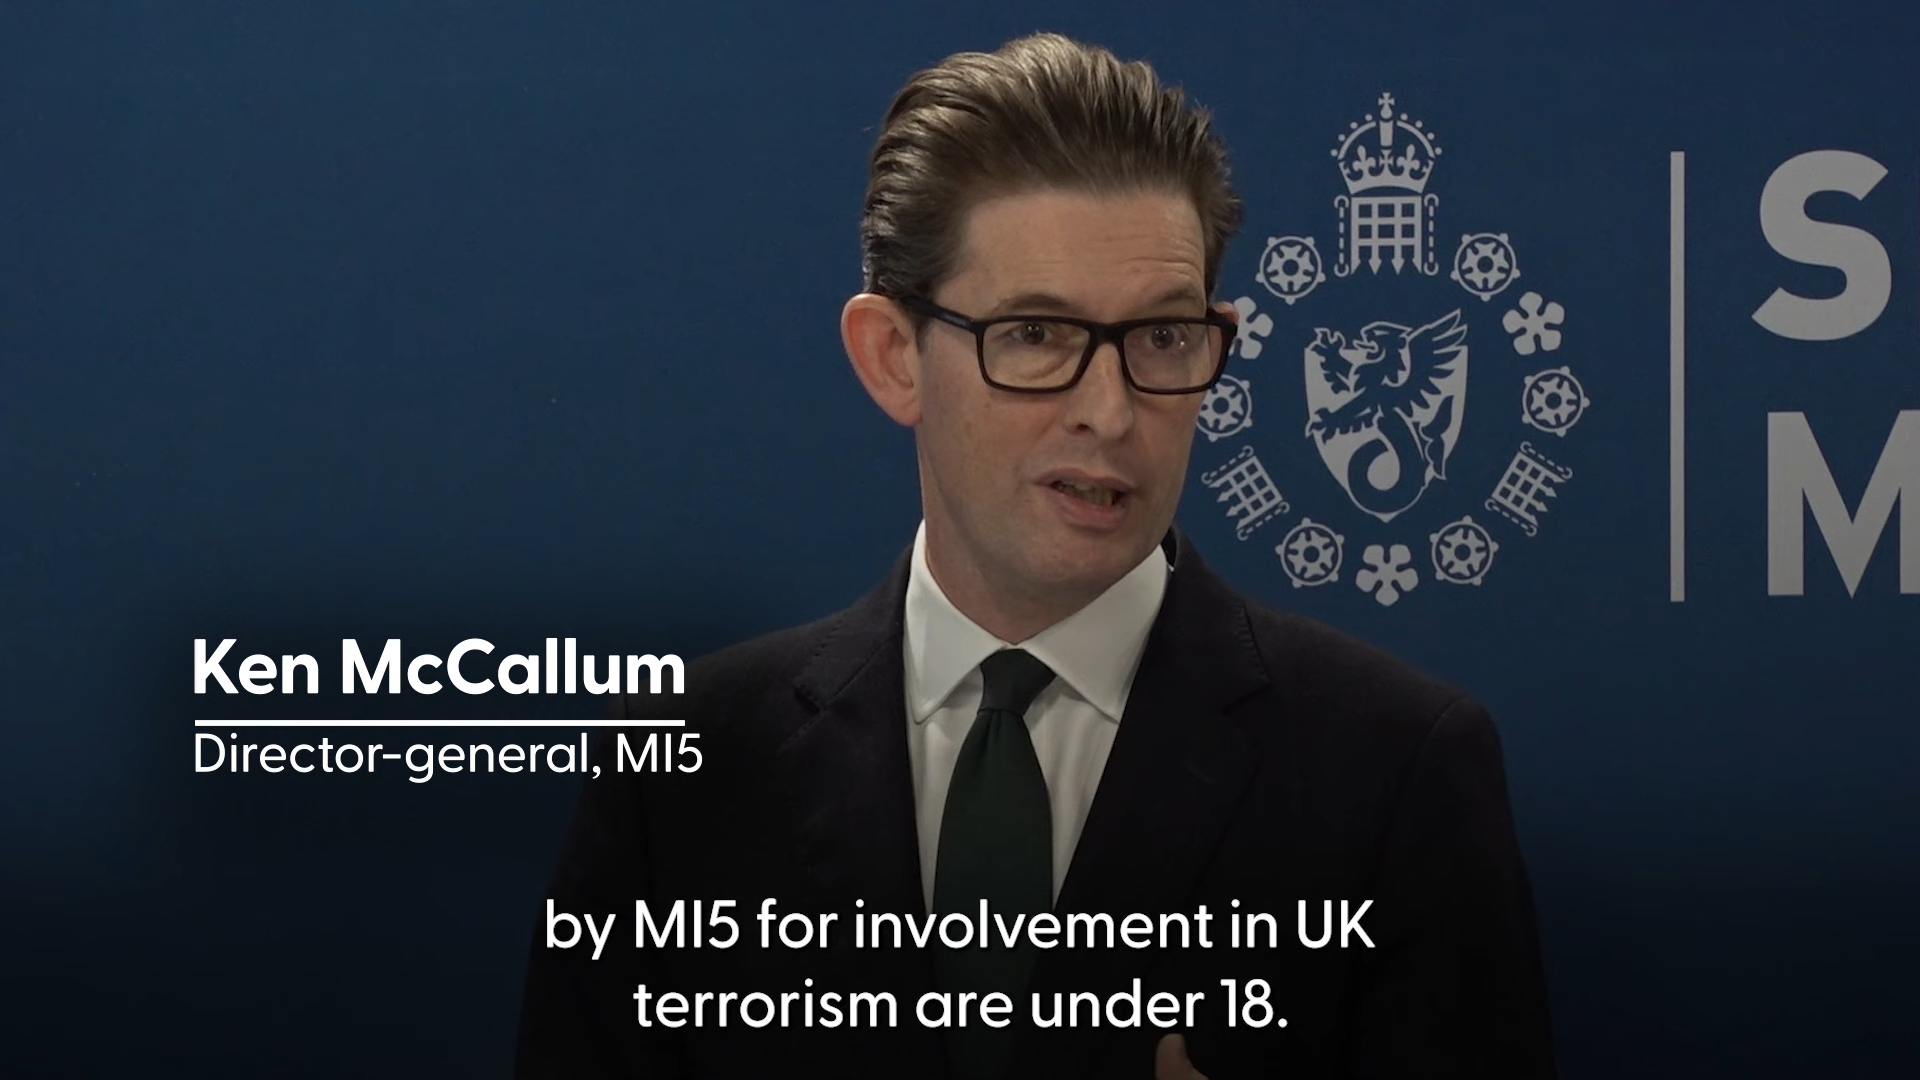 S
M
Ken McCallum
Director-general, MI5
by MI5 for involvement in UK
terrorism are under 18.